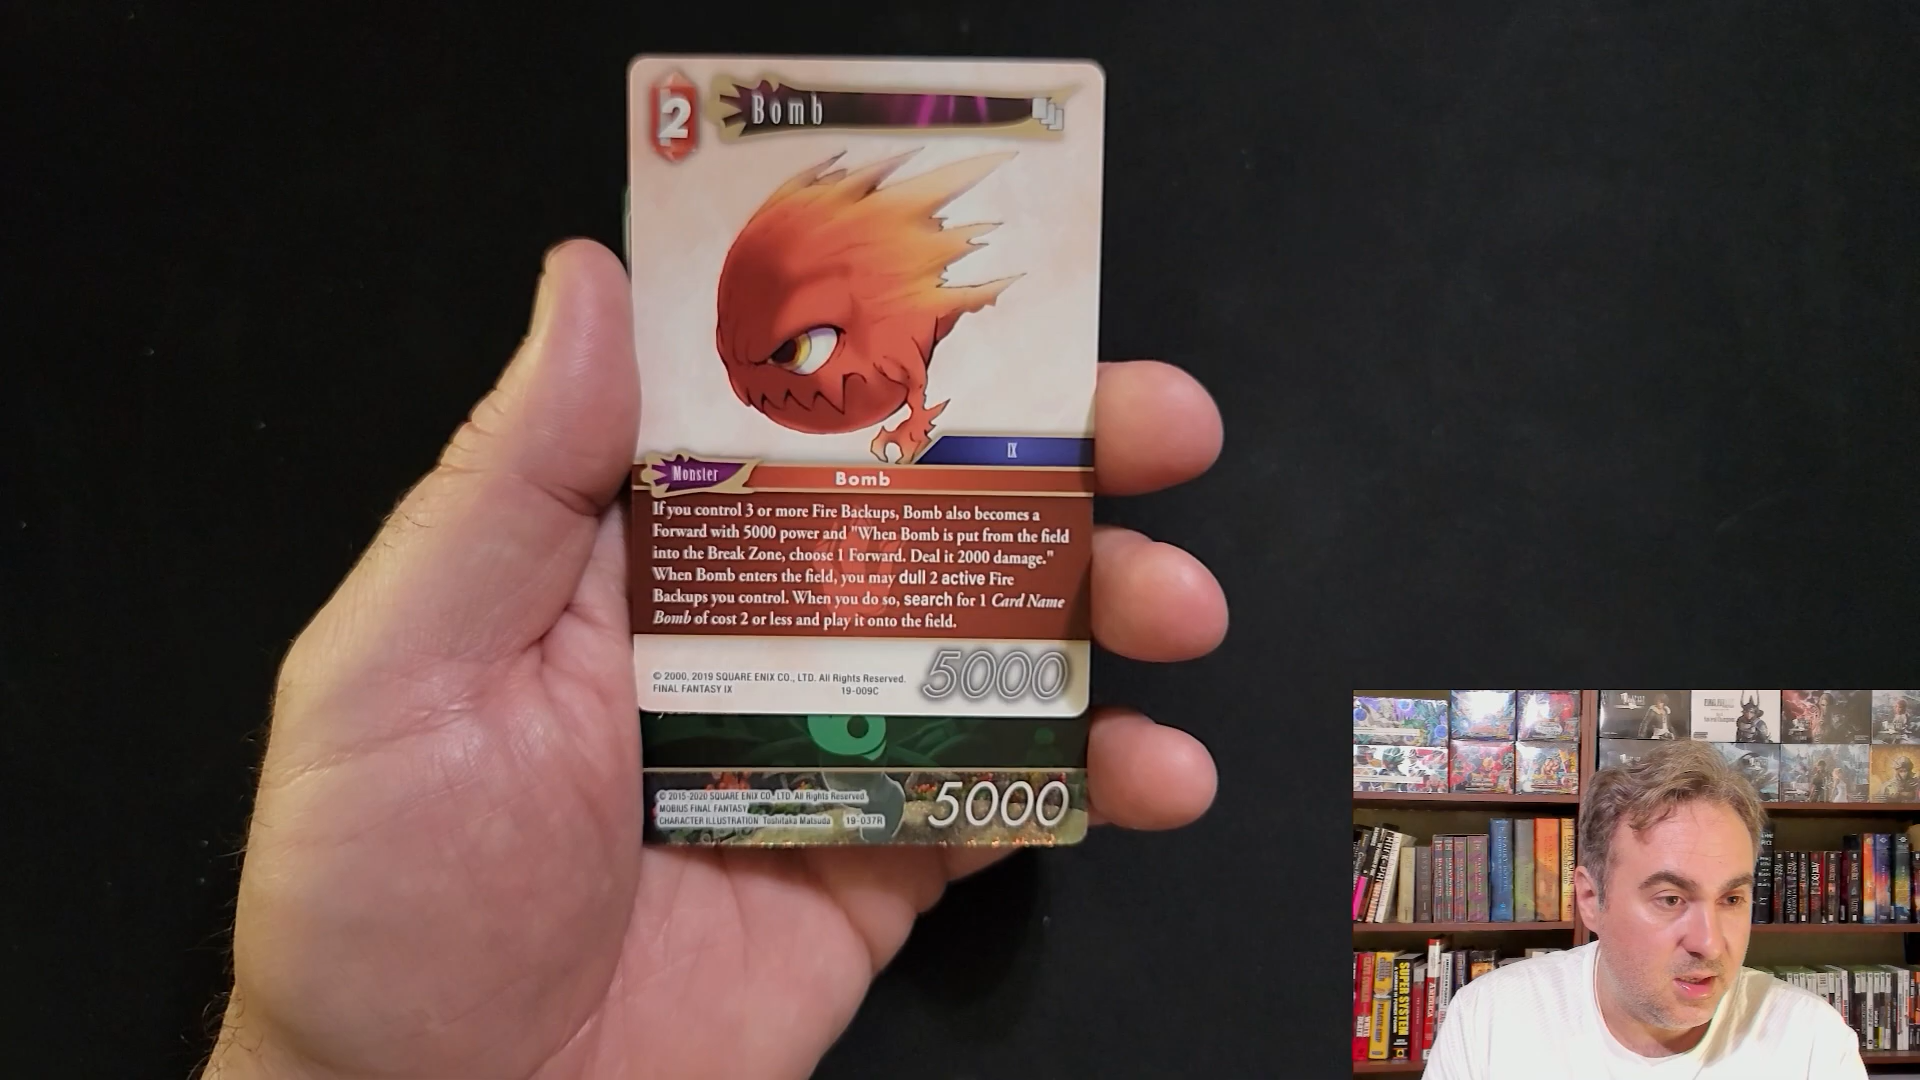 2
Bomb
IX
Monster
Bomb
If you control 3 or more Fire Backups, Bomb also becomes a
Forward with 5000 power and "When Bomb is put from the field
into the Break Zone, choose 1 Forward. Deal it 2000 damage."
When Bomb enters the field, you may dull 2 active Fire
Backups you control. When you do so, search for 1 Card Name
Bomb of cost 2 or less and play it onto the field.
5000
© 2000, 2019 SQUARE ENIX CO., LTD. All Rights Reserved.
FINAL FANTASY IX
19-009C
© 2015-2020 SQUARE ENIX CO., LTD. All Rights Reserved.
MOBIUS FINAL FANTASY
CHARACTER ILLUSTRATION: Toshitaka Matsuda
19-037R
5000
SUPER SYSTEM